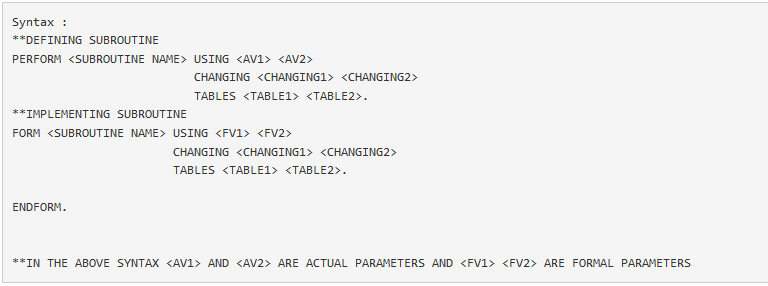 Syntax :
**DEFINING SUBROUTINE
PERFORM <SUBROUTINE NAME> USING <AV1> <AV2>
CHANGING <CHANGING1> <CHANGING2>
TABLES <TABLE1> <TABLE2>.
**IMPLEMENTING SUBROUTINE
FORM <SUBROUTINE NAME> USING <FV1> <FV2>
CHANGING <CHANGING1> <CHANGING2>
TABLES <TABLE1> <TABLE2>.
ENDFORM.
**IN THE ABOVE SYNTAX <AV1> AND <AV2> ARE ACTUAL PARAMETERS AND <FV1> <FV2> ARE FORMAL PARAMETERS